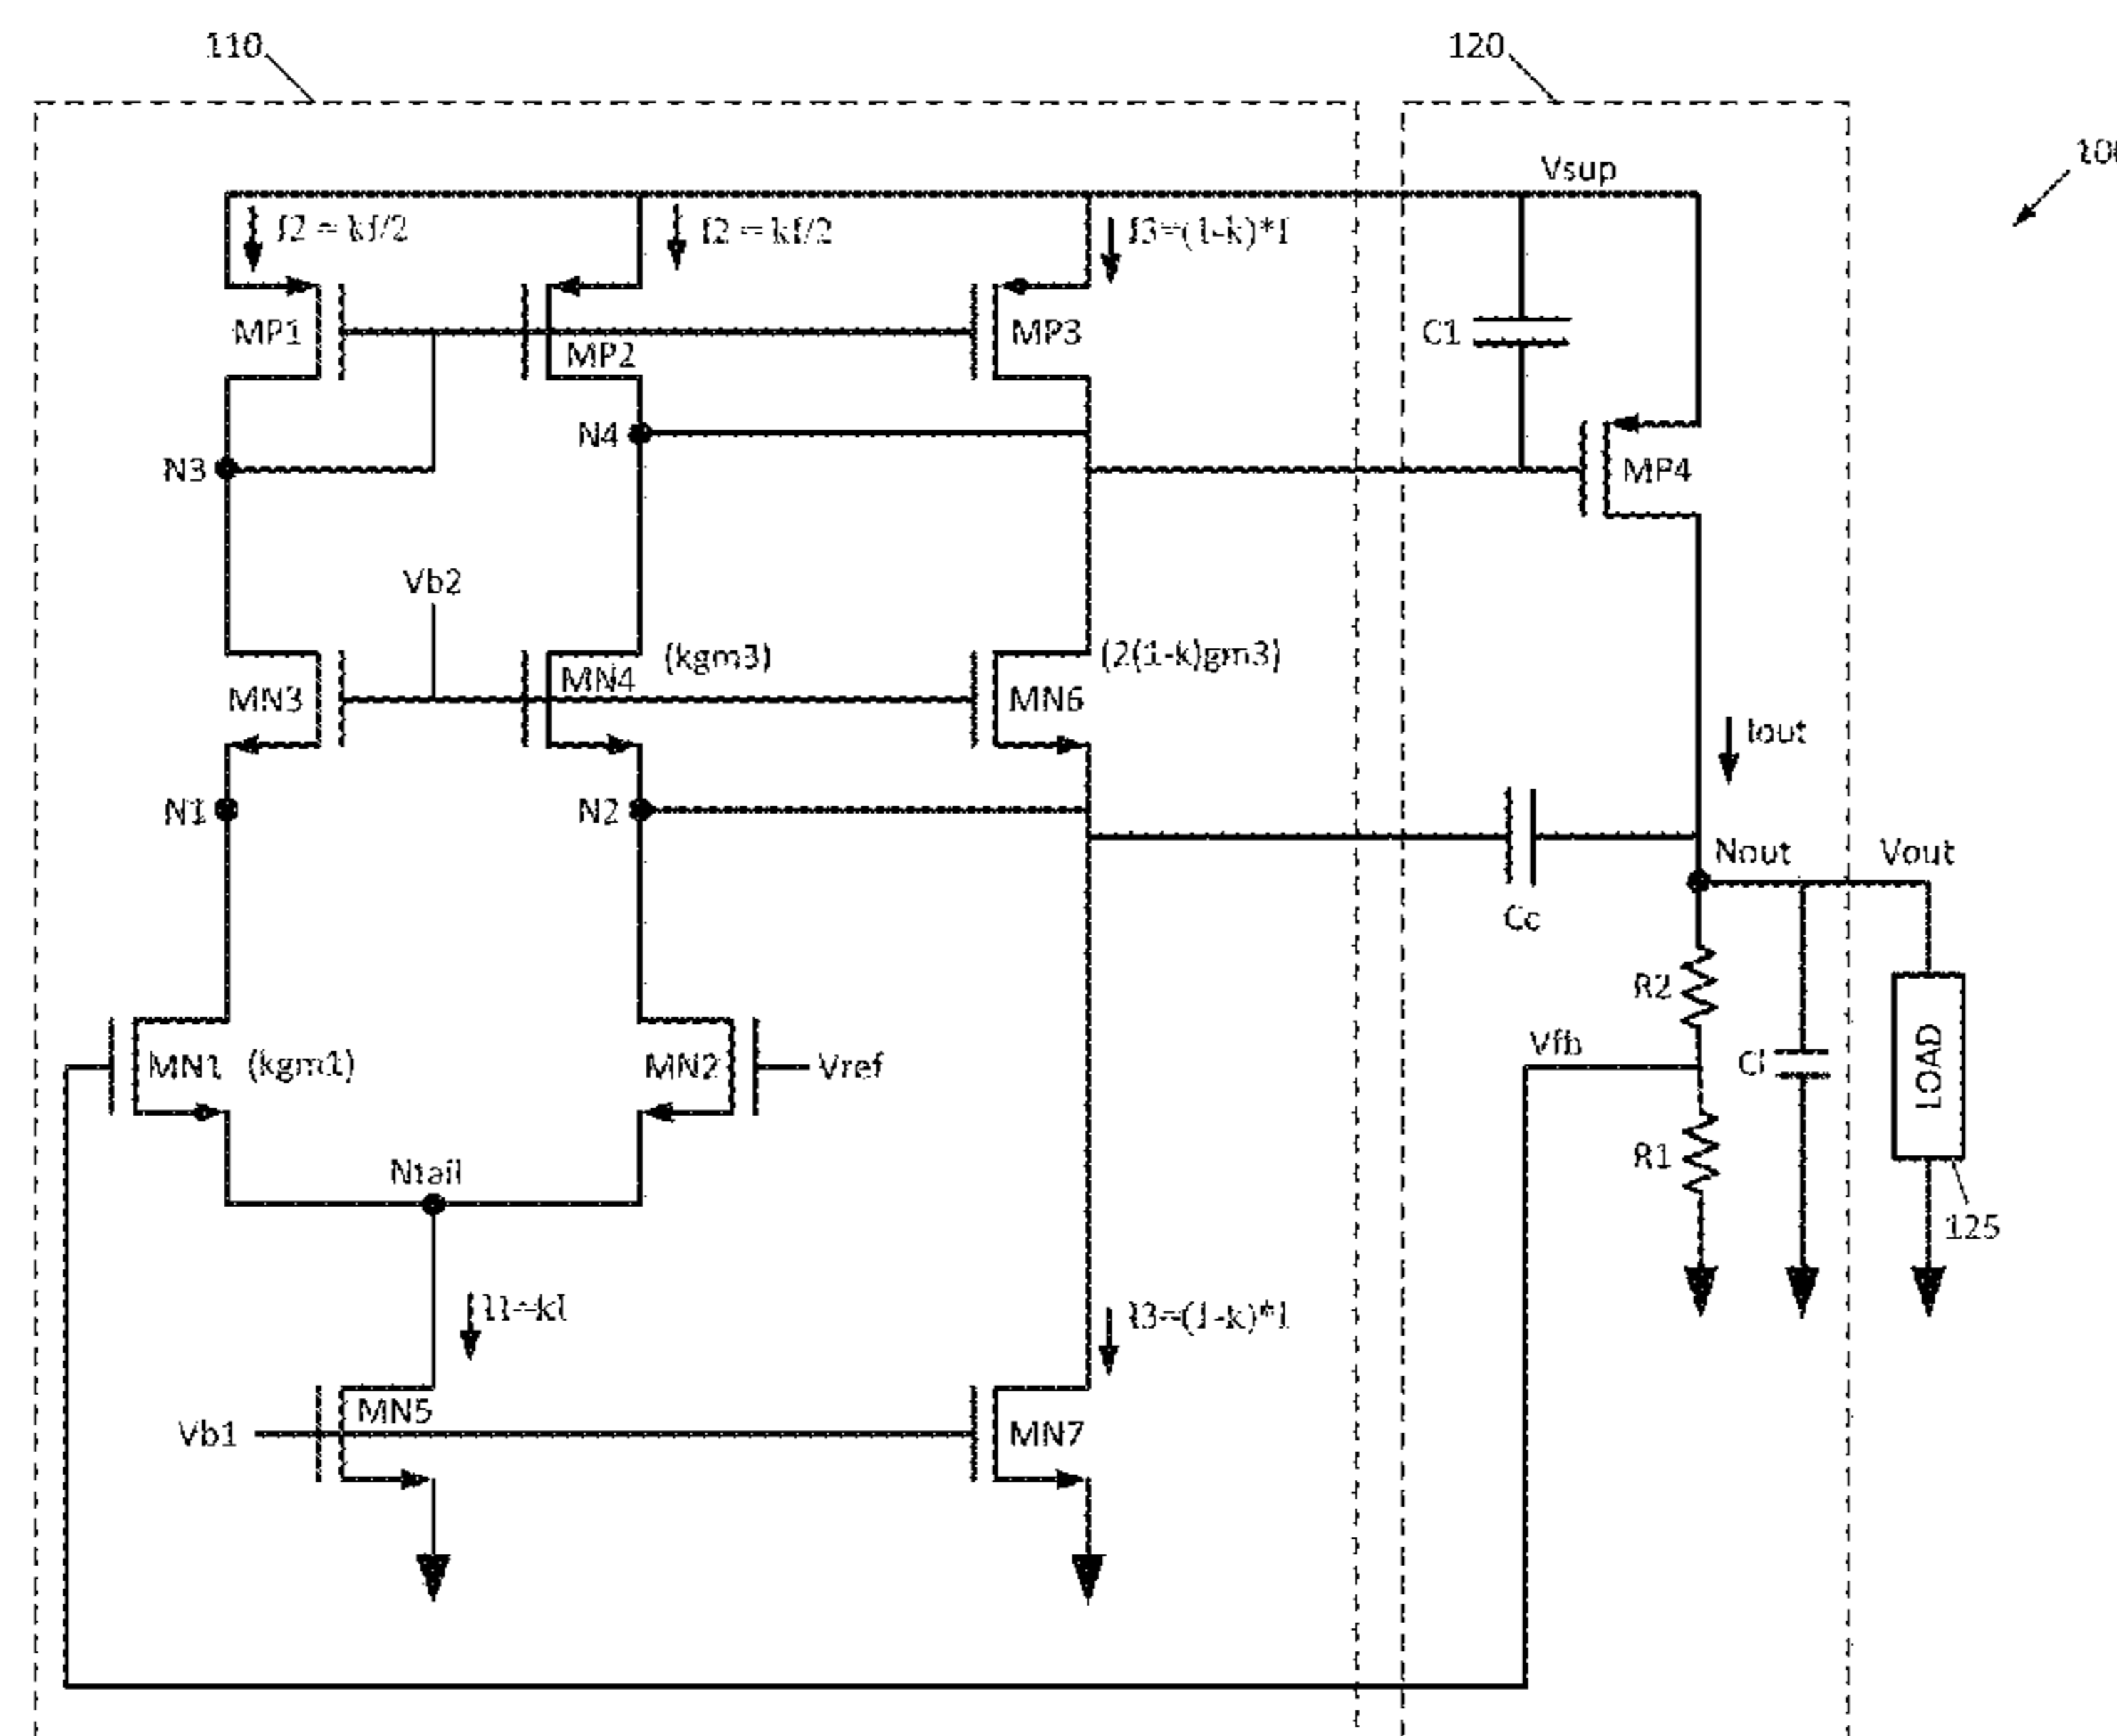 110
120
100
Vsup
I2 = kI/2
I2 = kI/2
I3=(1-k)*I
MP1
MP2
MP3
C1
N4
N3
MP4
Vb2
(kgm3)
(2(1-k)gm3)
MN3
MN4
MN6
Iout
N1
N2
Nout
Vout
Cc
R2
Vfb
MN1
(kgm1)
MN2
Vref
Cl
LOAD
R1
Ntail
125
I1=kI
I3=(1-k)*I
MN5
Vb1
MN7